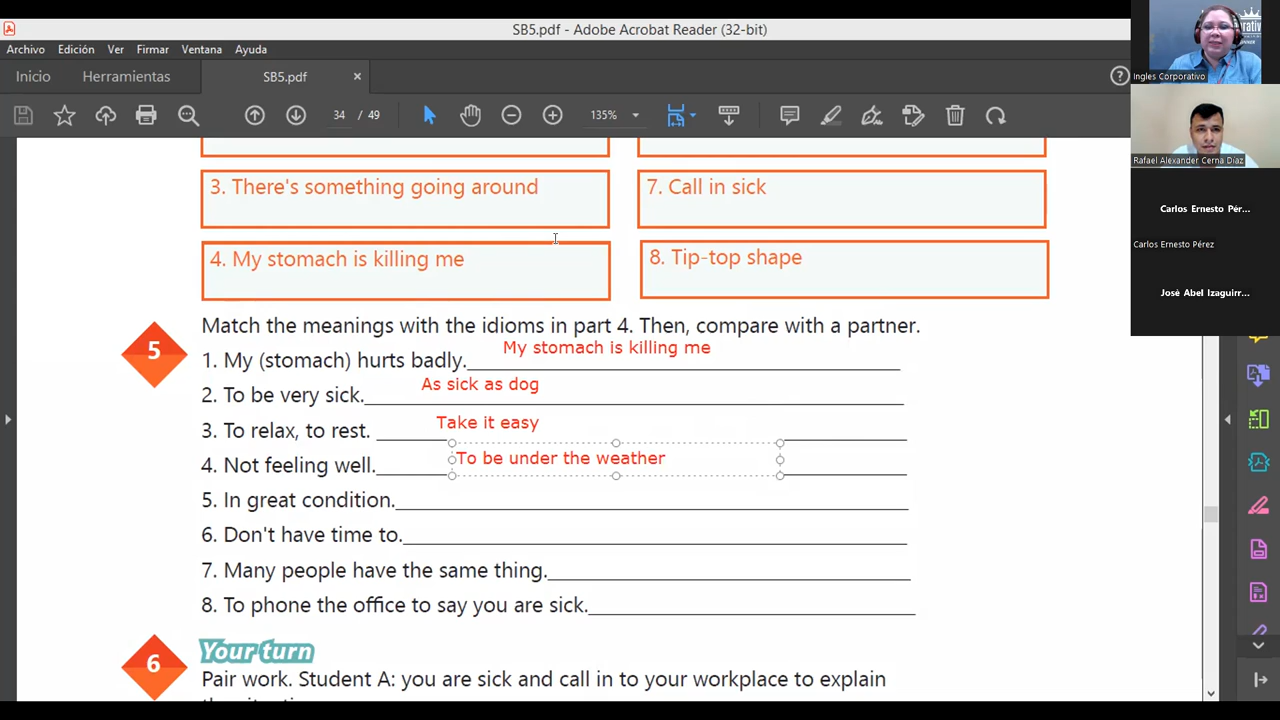 SB5.pdf - Adobe Acrobat Reader (32-bit)
Archivo Edición Ver Firmar Ventana Ayuda
Inicio Herramientas SB5.pdf ×
34 / 49 135%
3. There's something going around
7. Call in sick
4. My stomach is killing me
8. Tip-top shape
5 Match the meanings with the idioms in part 4. Then, compare with a partner.
1. My (stomach) hurts badly. My stomach is killing me
2. To be very sick. As sick as dog
3. To relax, to rest. Take it easy
4. Not feeling well. To be under the weather
5. In great condition.
6. Don't have time to.
7. Many people have the same thing.
8. To phone the office to say you are sick.
6 Your turn
Pair work. Student A: you are sick and call in to your workplace to explain
Ingles Corporativo
Rafael Alexander Cerna Diaz
Carlos Ernesto Pér...
Carlos Ernesto Pérez
Josè Abel Izaguirr...